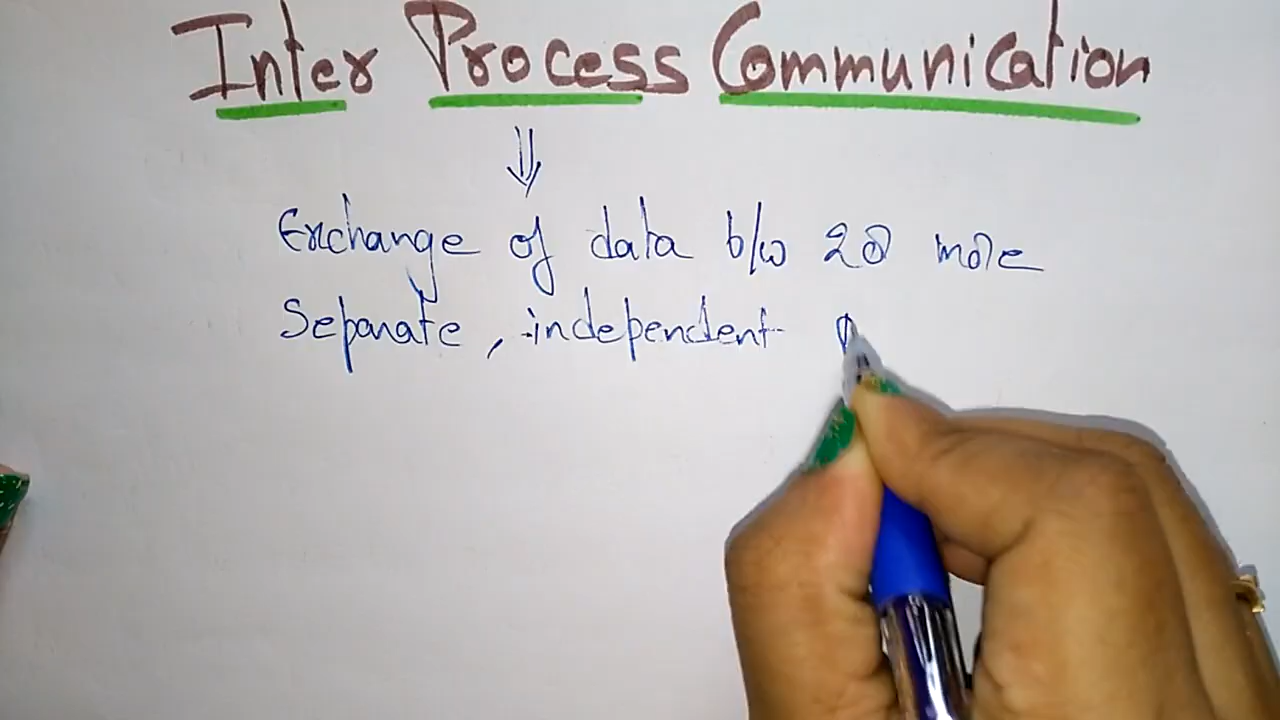 Inter Process Communication
Exchange of data b/w 2 or more
Separate, independent p